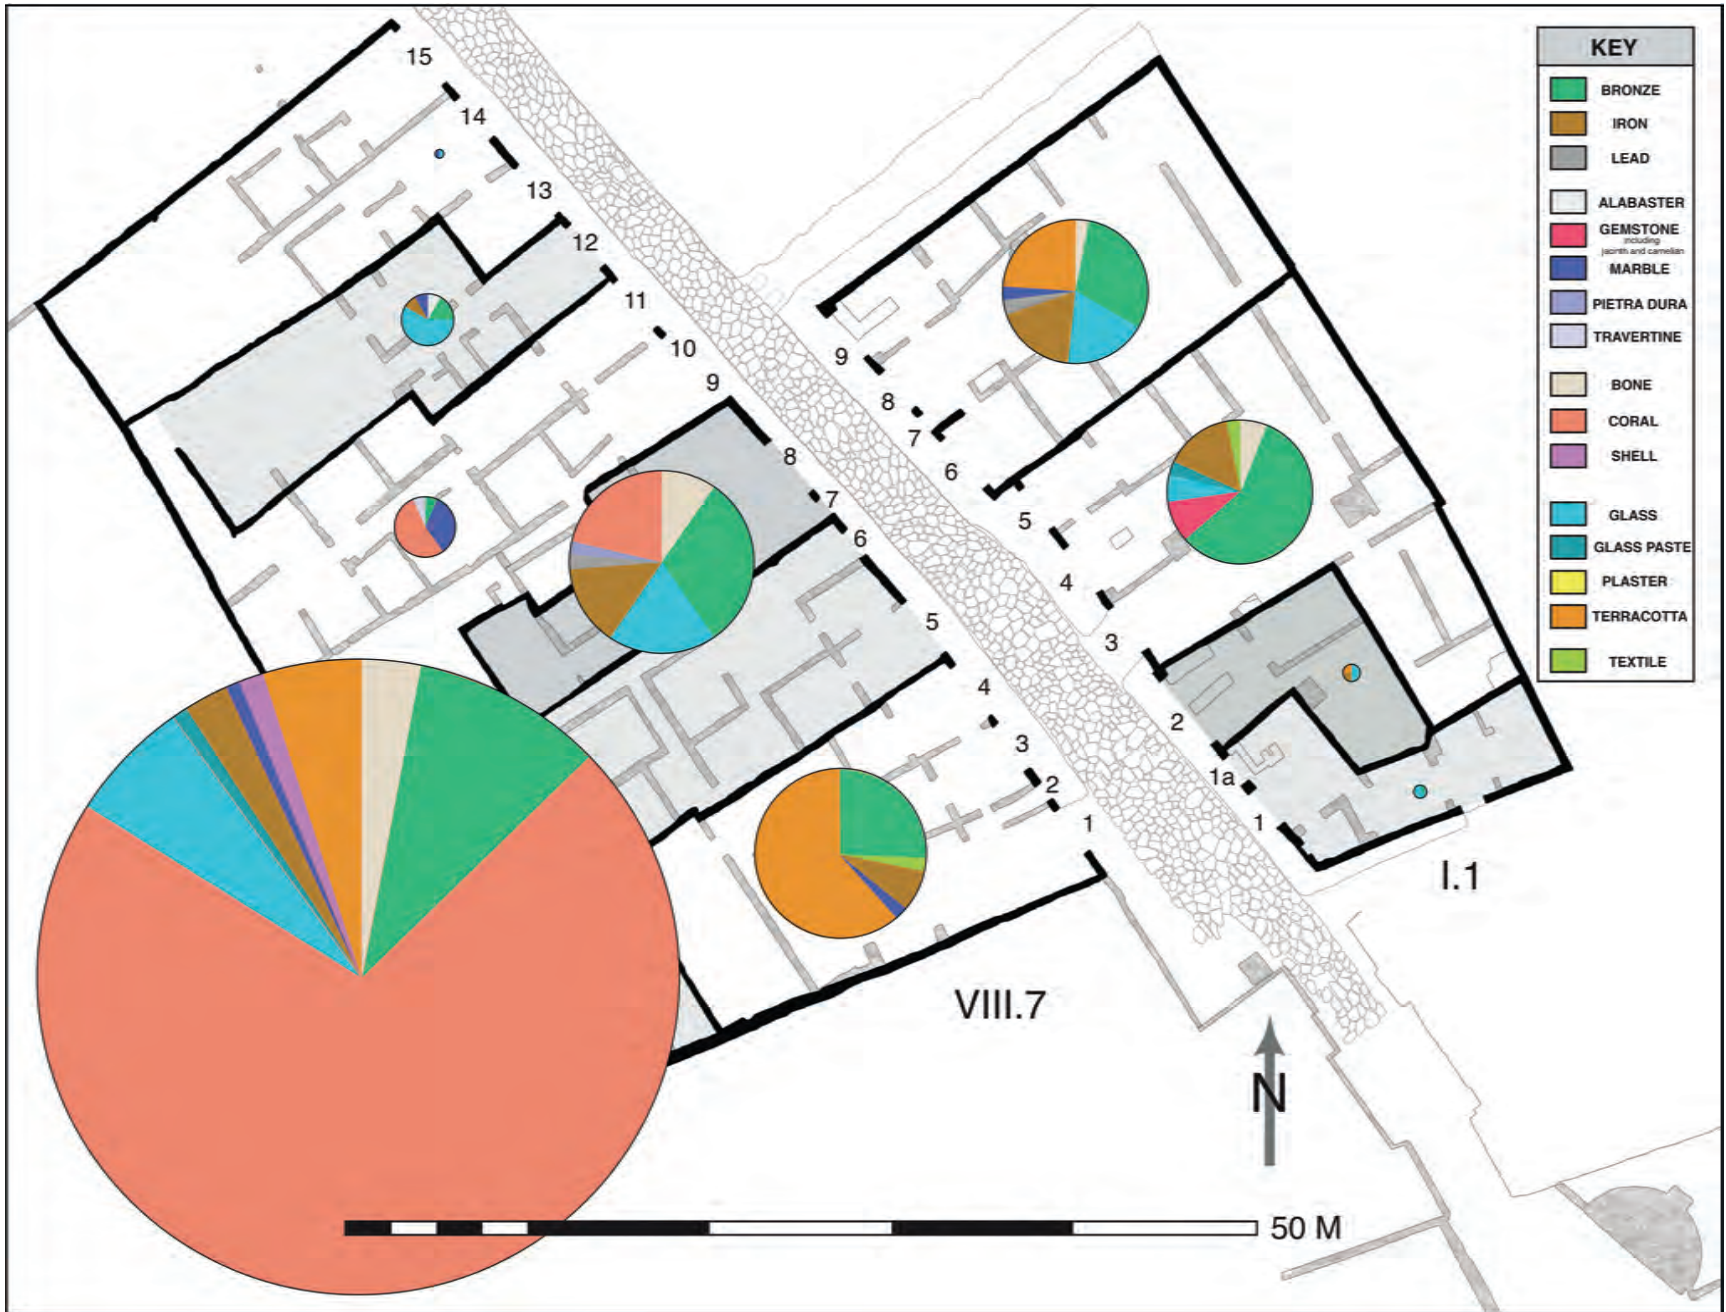 KEY
BRONZE
IRON
LEAD
ALABASTER
GEMSTONE
including
jacinth and carnelian
MARBLE
PIETRA DURA
TRAVERTINE
BONE
CORAL
SHELL
GLASS
GLASS PASTE
PLASTER
TERRACOTTA
TEXTILE
15
14
13
12
11
10
9
8
7
6
5
4
3
2
1
VIII.7
9
8
7
6
5
4
3
2
1a
1
I.1
N
50 M